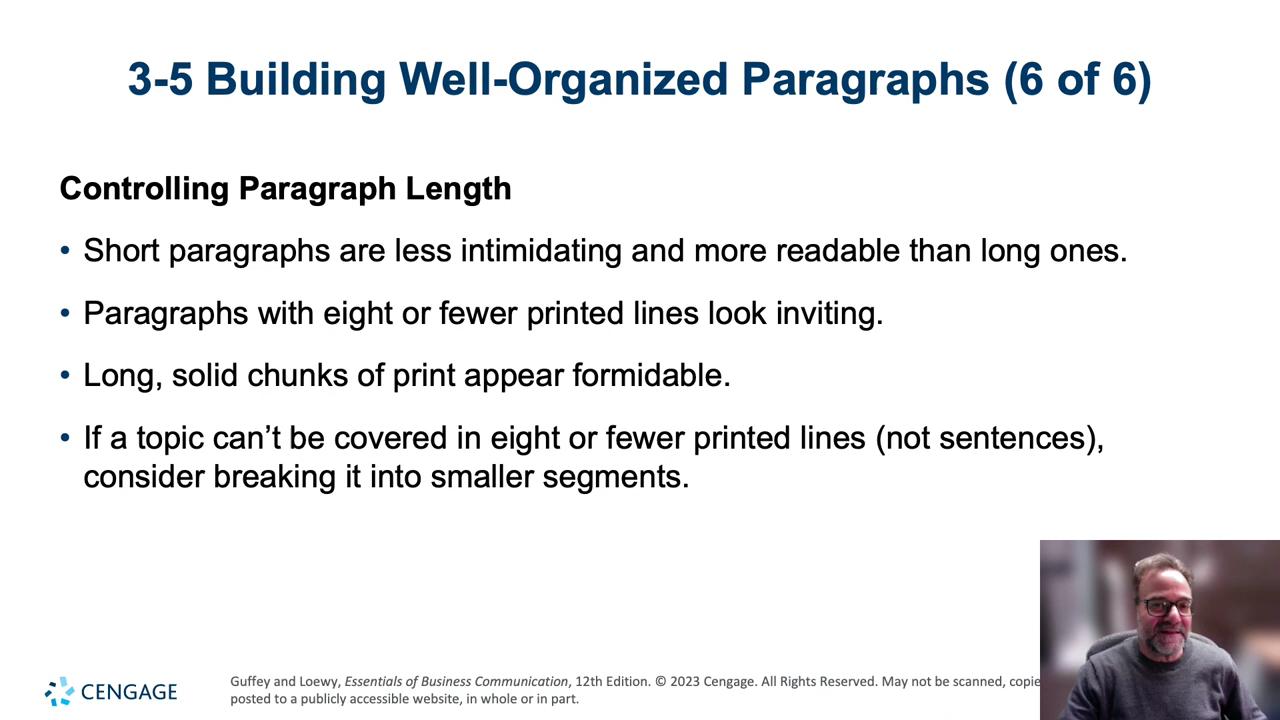 3-5 Building Well-Organized Paragraphs (6 of 6)
Controlling Paragraph Length
• Short paragraphs are less intimidating and more readable than long ones.
• Paragraphs with eight or fewer printed lines look inviting.
• Long, solid chunks of print appear formidable.
• If a topic can’t be covered in eight or fewer printed lines (not sentences),
consider breaking it into smaller segments.
CENGAGE
Guffey and Loewy, Essentials of Business Communication, 12th Edition. © 2023 Cengage. All Rights Reserved. May not be scanned, copie
posted to a publicly accessible website, in whole or in part.